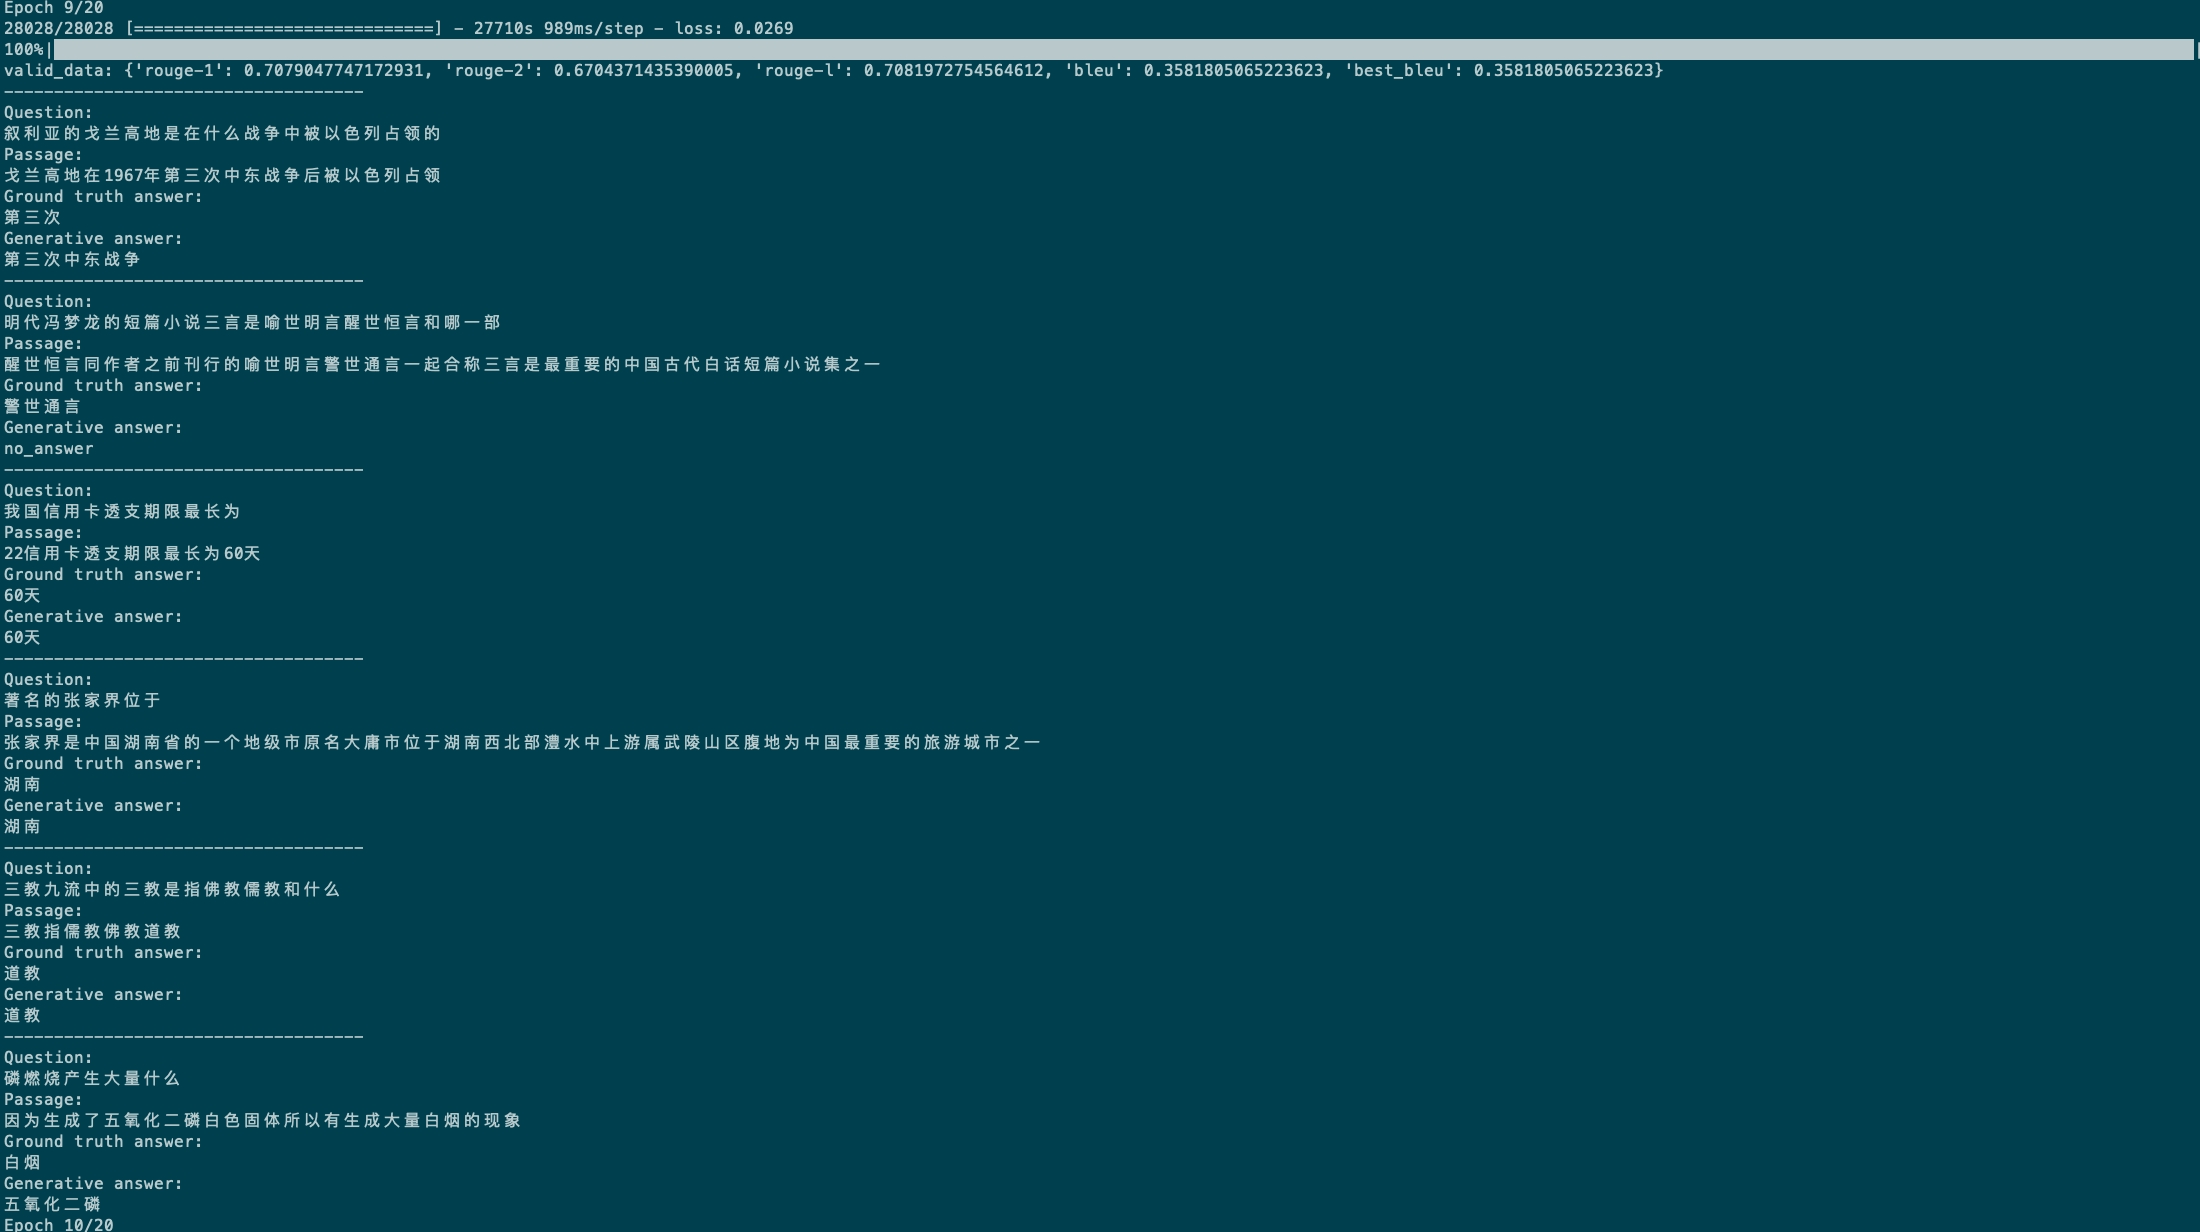 Epoch 9/20
28028/28028 [==============================] - 27710s 989ms/step - loss: 0.0269
100%|
valid_data: {'rouge-1': 0.7079047747172931, 'rouge-2': 0.6704371435390005, 'rouge-l': 0.7081972754564612, 'bleu': 0.3581805065223623, 'best_bleu': 0.3581805065223623}
------------------------------------
Question:
叙利亚的戈兰高地是在什么战争中被以色列占领的
Passage:
戈兰高地在1967年第三次中东战争后被以色列占领
Ground truth answer:
第三次
Generative answer:
第三次中东战争
------------------------------------
Question:
明代冯梦龙的短篇小说三言是喻世明言醒世恒言和哪一部
Passage:
醒世恒言同作者之前刊行的喻世明言警世通言一起合称三言是最重要的中国古代白话短篇小说集之一
Ground truth answer:
警世通言
Generative answer:
no_answer
------------------------------------
Question:
我国信用卡透支期限最长为
Passage:
22信用卡透支期限最长为60天
Ground truth answer:
60天
Generative answer:
60天
------------------------------------
Question:
著名的张家界位于
Passage:
张家界是中国湖南省的一个地级市原名大庸市位于湖南西北部澧水中上游属武陵山区腹地为中国最重要的旅游城市之一
Ground truth answer:
湖南
Generative answer:
湖南
------------------------------------
Question:
三教九流中的三教是指佛教儒教和什么
Passage:
三教指儒教佛教道教
Ground truth answer:
道教
Generative answer:
道教
------------------------------------
Question:
磷燃烧产生大量什么
Passage:
因为生成了五氧化二磷白色固体所以有生成大量白烟的现象
Ground truth answer:
白烟
Generative answer:
五氧化二磷
Epoch 10/20